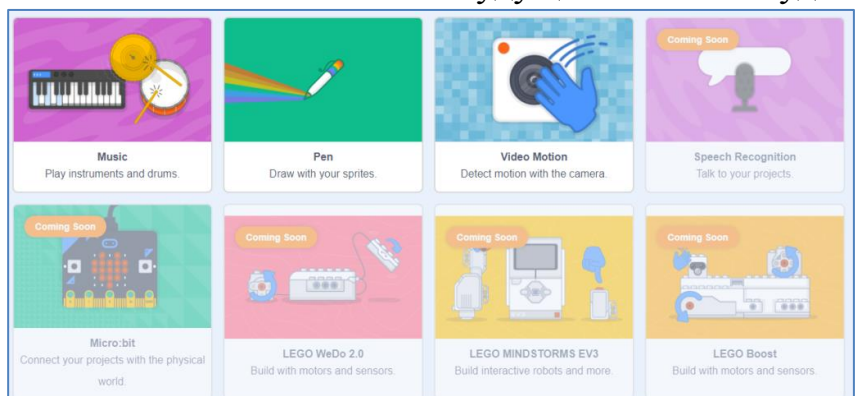 Coming Soon
Music
Play instruments and drums.
Pen
Draw with your sprites.
Video Motion
Detect motion with the camera.
Speech Recognition
Talk to your projects.
Coming Soon
Coming Soon
Coming Soon
Coming Soon
Micro:bit
Connect your projects with the physical
world.
LEGO WeDo 2.0
Build with motors and sensors.
LEGO MINDSTORMS EV3
Build interactive robots and more.
LEGO Boost
Build with motors and sensors.